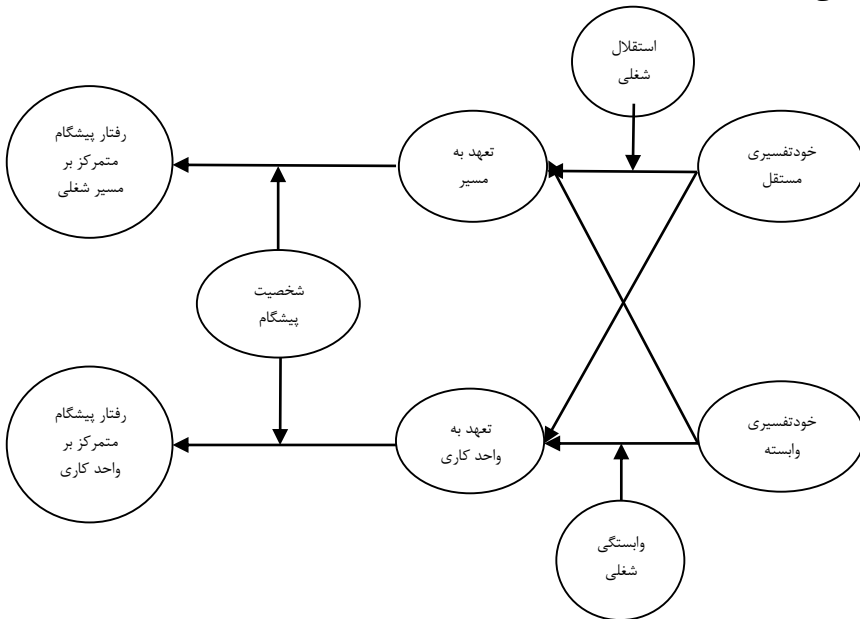 استقلال
شغلی
خودتفسیری
مستقل
تعهد به
مسیر
رفتار پیشگام
متمرکز بر
مسیر شغلی
شخصیت
پیشگام
خودتفسیری
وابسته
تعهد به
واحد کاری
رفتار پیشگام
متمرکز بر
واحد کاری
وابستگی
شغلی